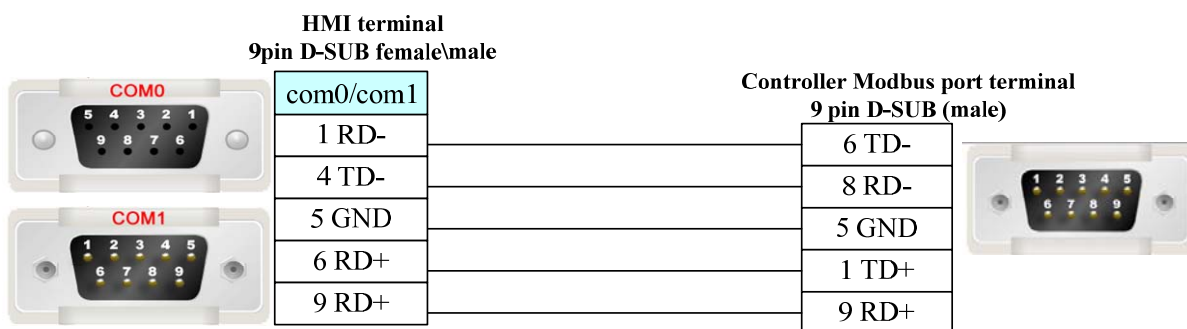 HMI terminal
9pin D-SUB female\male
COM0
5 4 3 2 1
9 8 7 6
COM1
1 2 3 4 5
6 7 8 9
com0/com1
1 RD-
4 TD-
5 GND
6 RD+
9 RD+
Controller Modbus port terminal
9 pin D-SUB (male)
6 TD-
8 RD-
5 GND
1 TD+
9 RD+
1 2 3 4 5
6 7 8 9